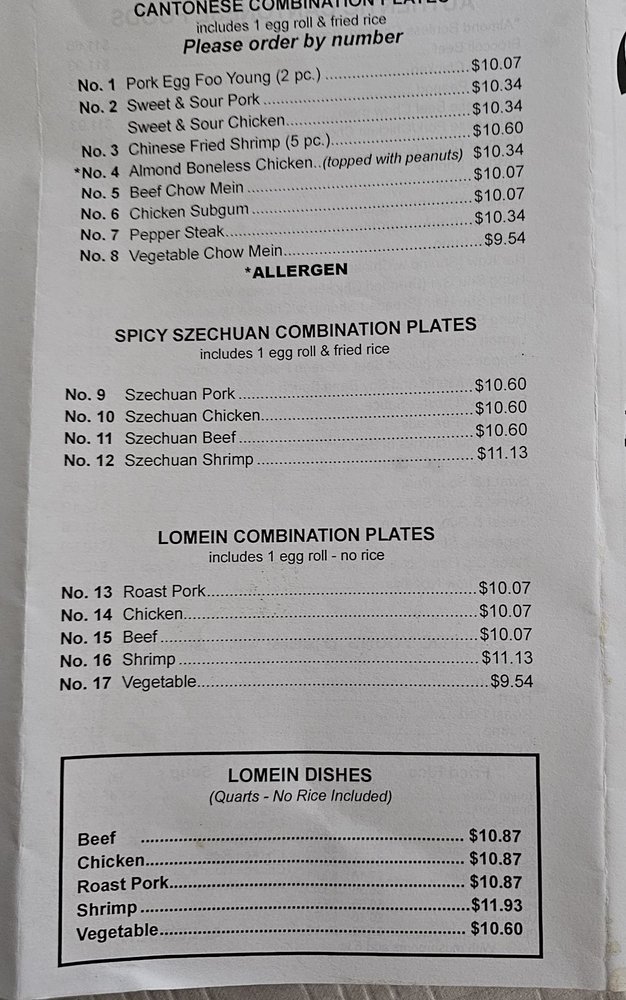 CANTONESE COMBINATION PLATES
includes 1 egg roll & fried rice
Please order by number
No. 1 Pork Egg Foo Young (2 pc.) $10.07
No. 2 Sweet & Sour Pork $10.34
Sweet & Sour Chicken $10.34
No. 3 Chinese Fried Shrimp (5 pc.) $10.60
*No. 4 Almond Boneless Chicken..(topped with peanuts) $10.34
No. 5 Beef Chow Mein $10.07
No. 6 Chicken Subgum $10.07
No. 7 Pepper Steak $10.34
No. 8 Vegetable Chow Mein $9.54
*ALLERGEN
SPICY SZECHUAN COMBINATION PLATES
includes 1 egg roll & fried rice
No. 9 Szechuan Pork $10.60
No. 10 Szechuan Chicken $10.60
No. 11 Szechuan Beef $10.60
No. 12 Szechuan Shrimp $11.13
LOMEIN COMBINATION PLATES
includes 1 egg roll - no rice
No. 13 Roast Pork $10.07
No. 14 Chicken $10.07
No. 15 Beef $10.07
No. 16 Shrimp $11.13
No. 17 Vegetable $9.54
LOMEIN DISHES
(Quarts - No Rice Included)
Beef $10.87
Chicken $10.87
Roast Pork $10.87
Shrimp $11.93
Vegetable $10.60